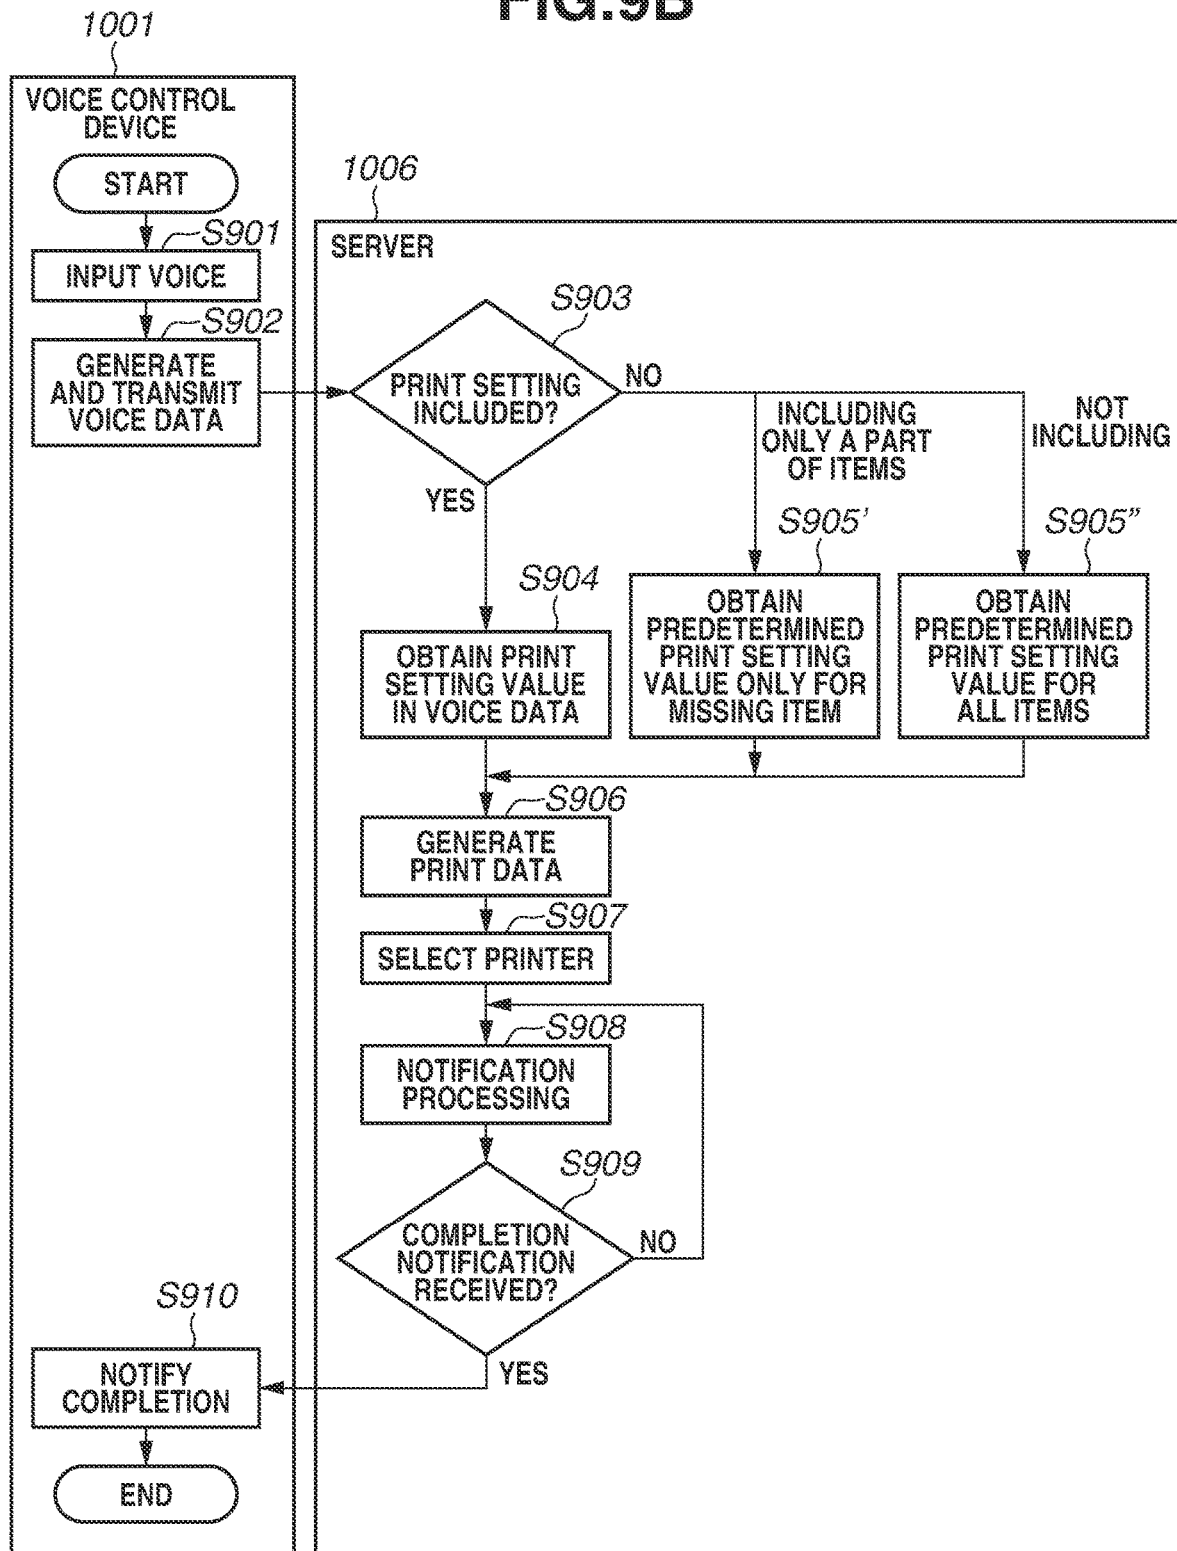 FIG.9B
1001
VOICE CONTROL
DEVICE
START
S901
INPUT VOICE
S902
GENERATE
AND TRANSMIT
VOICE DATA
1006
SERVER
S903
PRINT SETTING
INCLUDED?
NO
YES
INCLUDING
ONLY A PART
OF ITEMS
NOT
INCLUDING
S904
OBTAIN PRINT
SETTING VALUE
IN VOICE DATA
S905'
OBTAIN
PREDETERMINED
PRINT SETTING
VALUE ONLY FOR
MISSING ITEM
S905"
OBTAIN
PREDETERMINED
PRINT SETTING
VALUE FOR
ALL ITEMS
S906
GENERATE
PRINT DATA
S907
SELECT PRINTER
S908
NOTIFICATION
PROCESSING
S909
COMPLETION
NOTIFICATION
RECEIVED?
NO
YES
S910
NOTIFY
COMPLETION
END